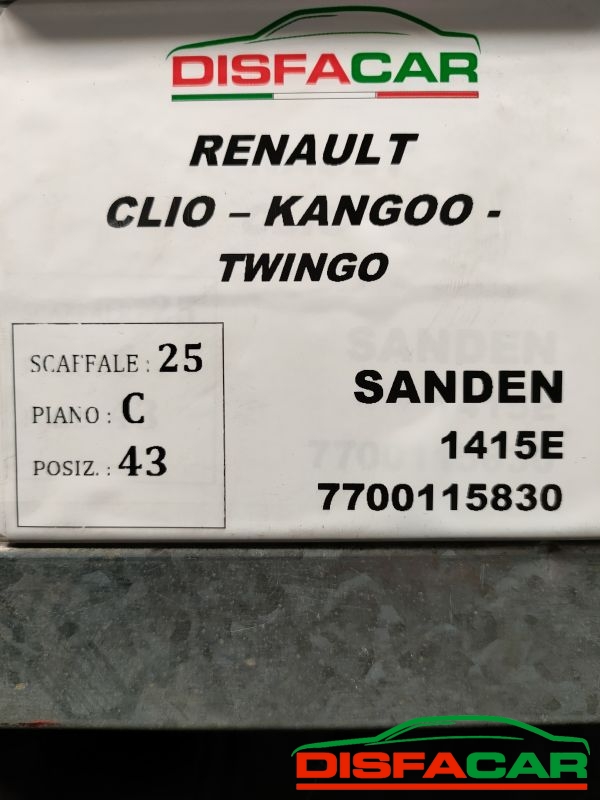 DISFACAR
RENAULT
CLIO – KANGOO -
TWINGO
SCAFFALE : 25
PIANO : C
POSIZ. : 43
SANDEN
1415E
7700115830
DISFACAR